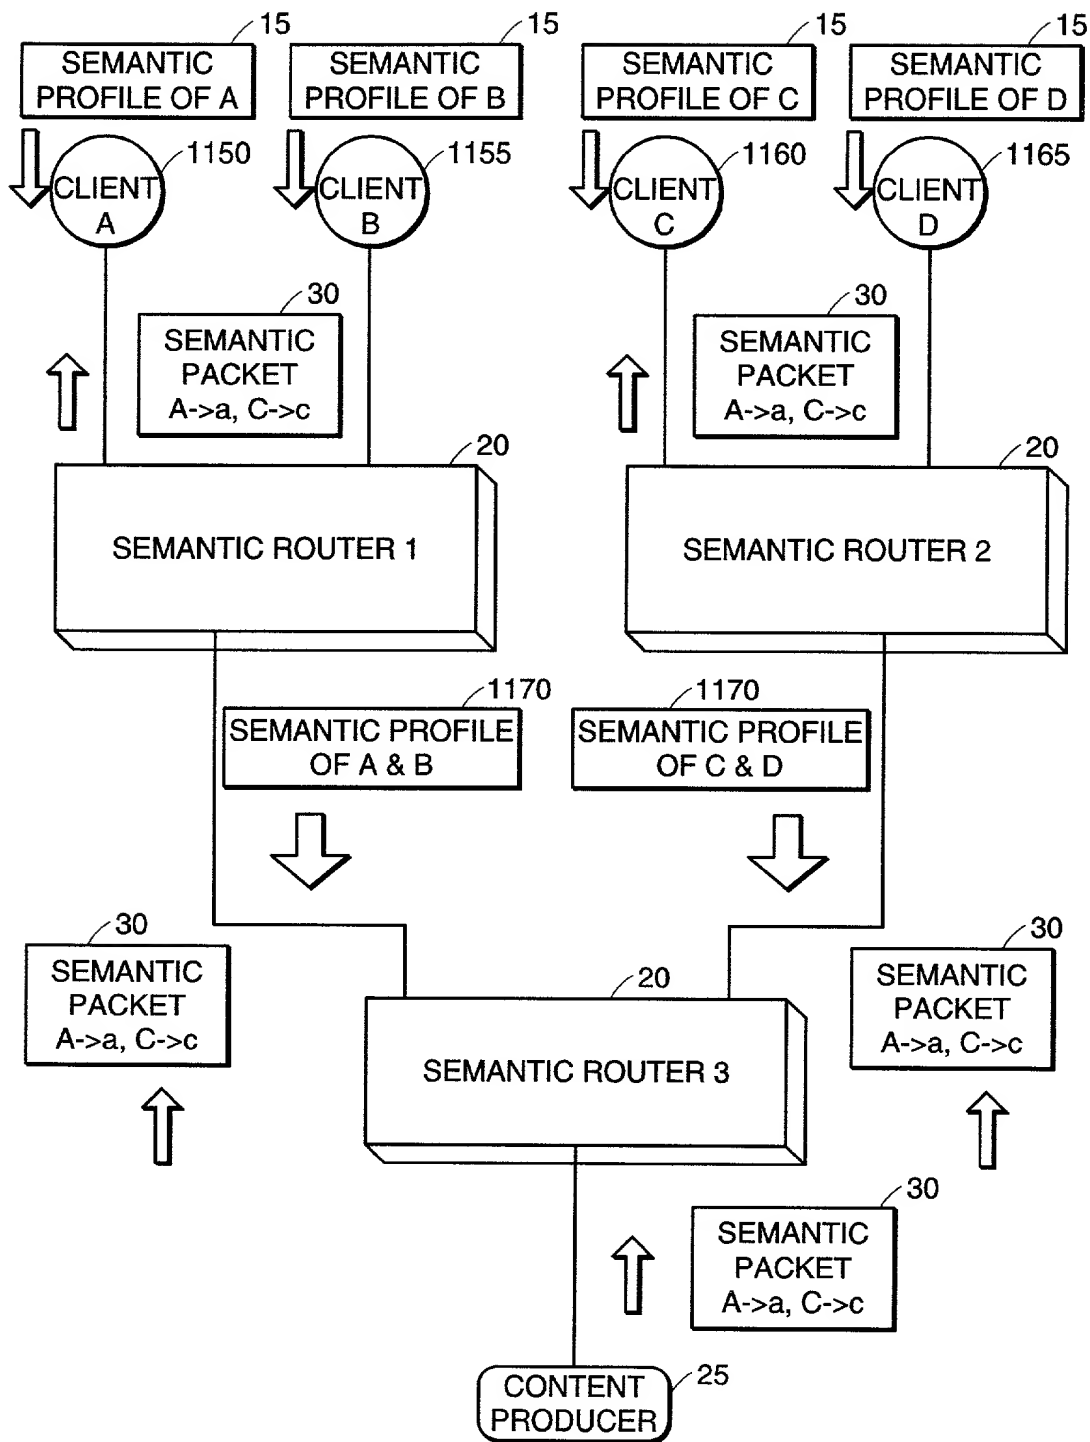 15
15
15
15
SEMANTIC
PROFILE OF A
SEMANTIC
PROFILE OF B
SEMANTIC
PROFILE OF C
SEMANTIC
PROFILE OF D
1150
1155
1160
1165
CLIENT
A
CLIENT
B
CLIENT
C
CLIENT
D
30
SEMANTIC
PACKET
A->a, C->c
30
SEMANTIC
PACKET
A->a, C->c
20
SEMANTIC ROUTER 1
20
SEMANTIC ROUTER 2
1170
SEMANTIC PROFILE
OF A & B
1170
SEMANTIC PROFILE
OF C & D
30
SEMANTIC
PACKET
A->a, C->c
20
SEMANTIC ROUTER 3
30
SEMANTIC
PACKET
A->a, C->c
30
SEMANTIC
PACKET
A->a, C->c
25
CONTENT
PRODUCER